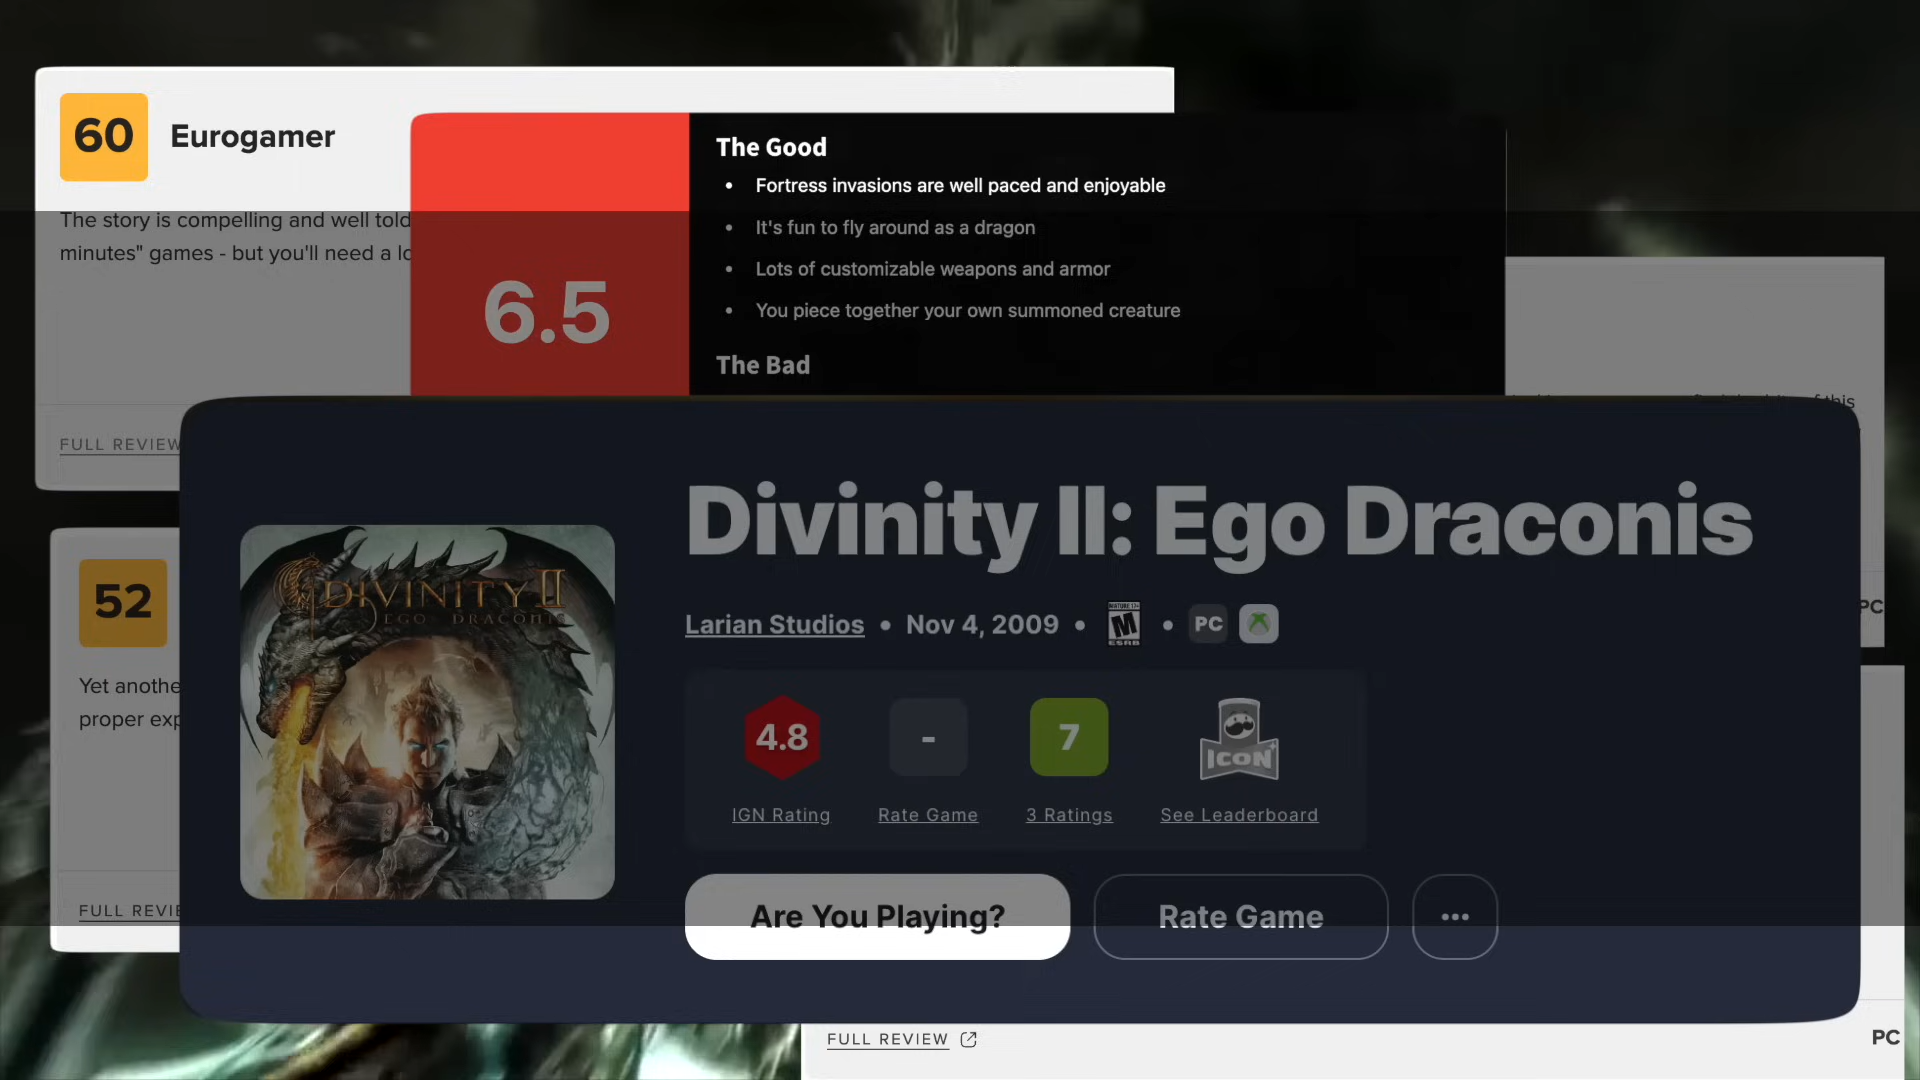 60
Eurogamer
The story is compelling and well told
minutes" games - but you'll need a lo
FULL REVIEW
6.5
The Good
• Fortress invasions are well paced and enjoyable
• It's fun to fly around as a dragon
• Lots of customizable weapons and armor
• You piece together your own summoned creature
The Bad
this
PC
52
Yet anothe
proper exp
FULL REVIE
DIVINITY II
EGO DRACONIS
Divinity II: Ego Draconis
Larian Studios • Nov 4, 2009 • MATURE 17+ M ESRB • PC
4.8
-
7
ICON
IGN Rating
Rate Game
3 Ratings
See Leaderboard
Are You Playing?
Rate Game
•••
FULL REVIEW
PC